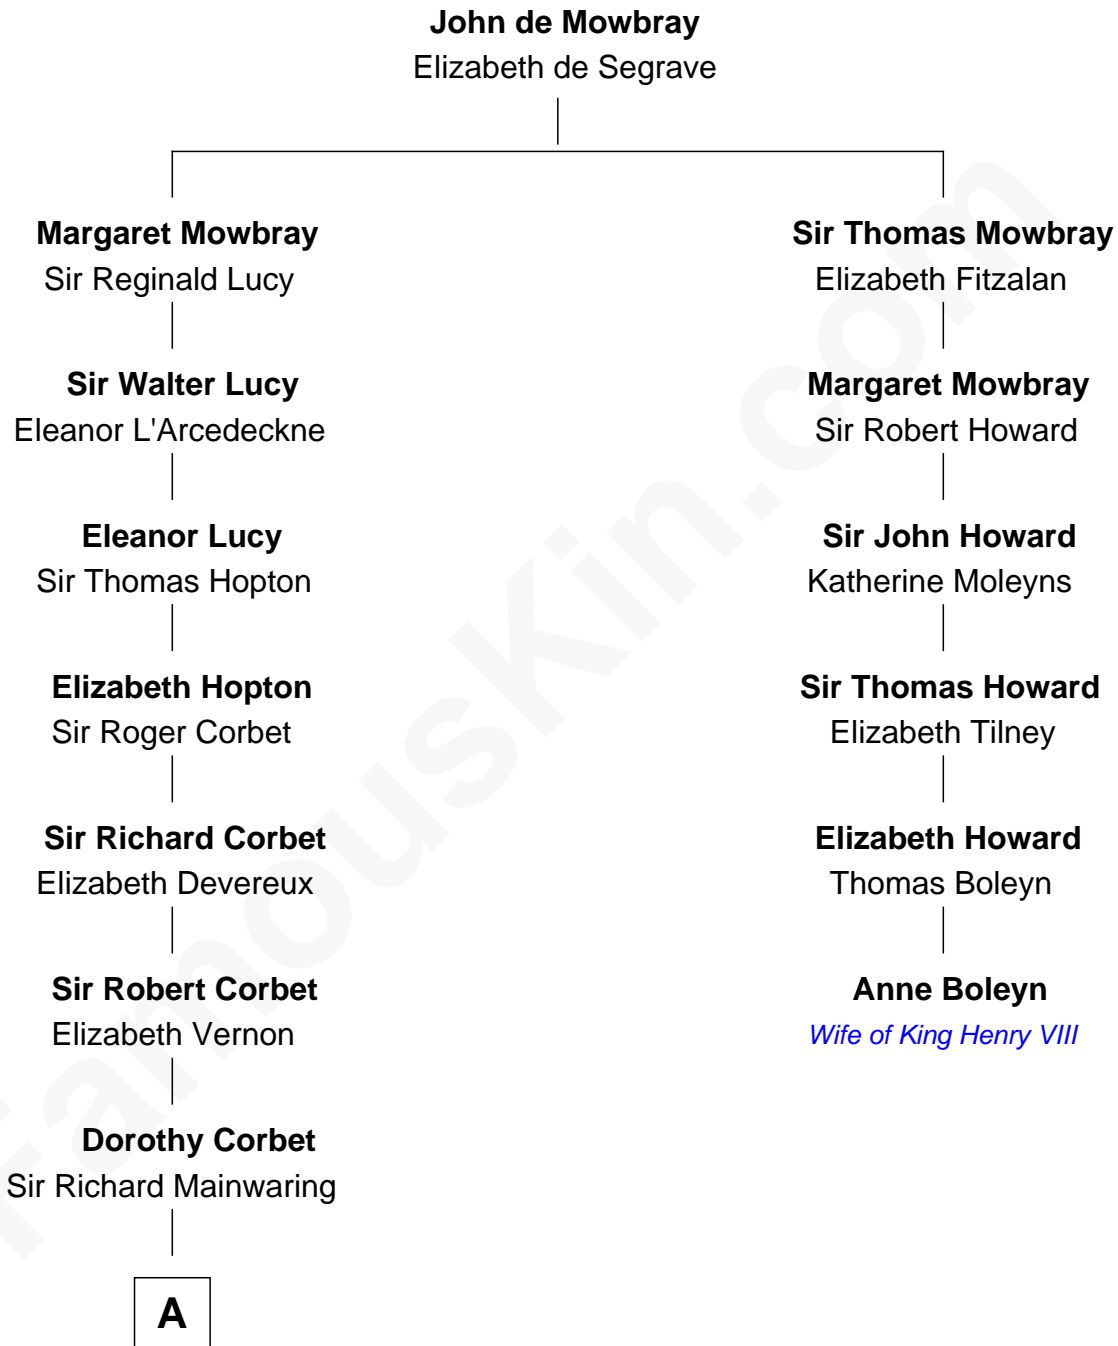 John de Mowbray
Elizabeth de Segrave
Margaret Mowbray
Sir Reginald Lucy
Sir Thomas Mowbray
Elizabeth Fitzalan
Sir Walter Lucy
Eleanor L'Arcedeckne
Margaret Mowbray
Sir Robert Howard
Eleanor Lucy
Sir Thomas Hopton
Sir John Howard
Katherine Moleyns
Elizabeth Hopton
Sir Roger Corbet
Sir Thomas Howard
Elizabeth Tilney
Sir Richard Corbet
Elizabeth Devereux
Elizabeth Howard
Thomas Boleyn
Sir Robert Corbet
Elizabeth Vernon
Anne Boleyn
Wife of King Henry VIII
Dorothy Corbet
Sir Richard Mainwaring
A
FamousKin.com